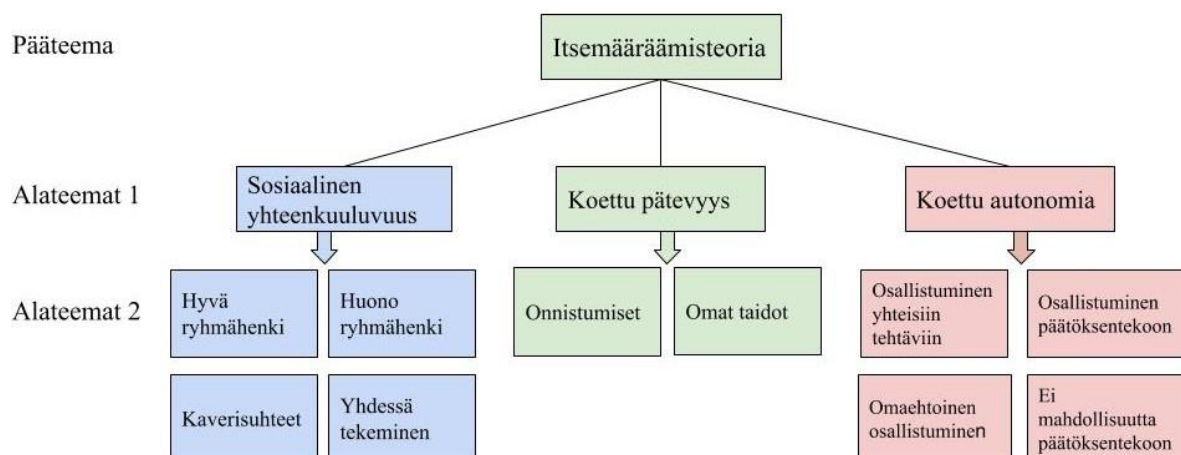 Pääteema
Itsemääräämisteoria
Alateemat 1
Sosiaalinen
yhteenkuuluvuus
Koettu pätevyys
Koettu autonomia
Alateemat 2
Hyvä
ryhmähenki
Huono
ryhmähenki
Onnistumiset
Omat taidot
Osallistuminen
yhteisiin
tehtäviin
Osallistuminen
päätöksentekoon
Kaverisuhteet
Yhdessä
tekeminen
Omaehtoinen
osallistuminen
Ei
mahdollisuutta
päätöksentekoon